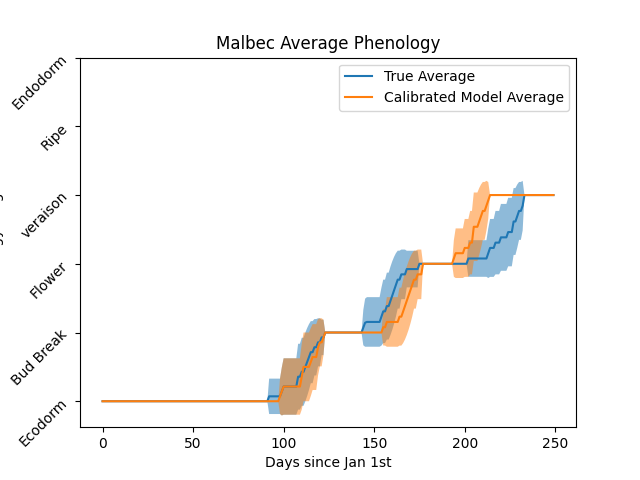 Malbec Average Phenology
True Average
Calibrated Model Average
Endodorm
Ripe
veraison
Flower
Bud Break
Ecodorm
0 50 100 150 200 250
Days since Jan 1st